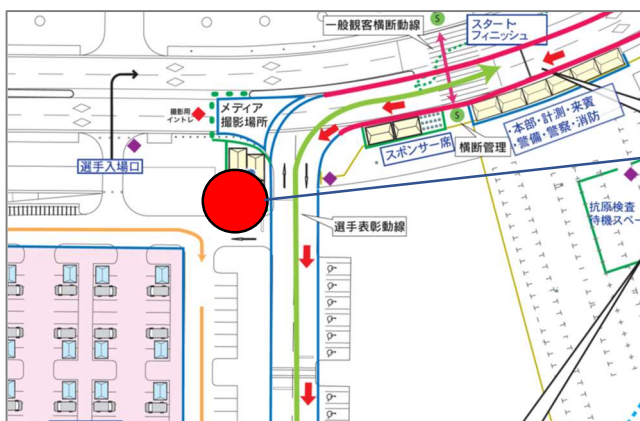 一般観客横断動線
S
スタート・
フィニッシュ
撮影用
イントレ
メディア
撮影場所
選手入場口
スポンサー席
S
横断管理
・本部・計測・来賓
・警備・警察・消防
選手表彰動線
抗原検査
待機スペー